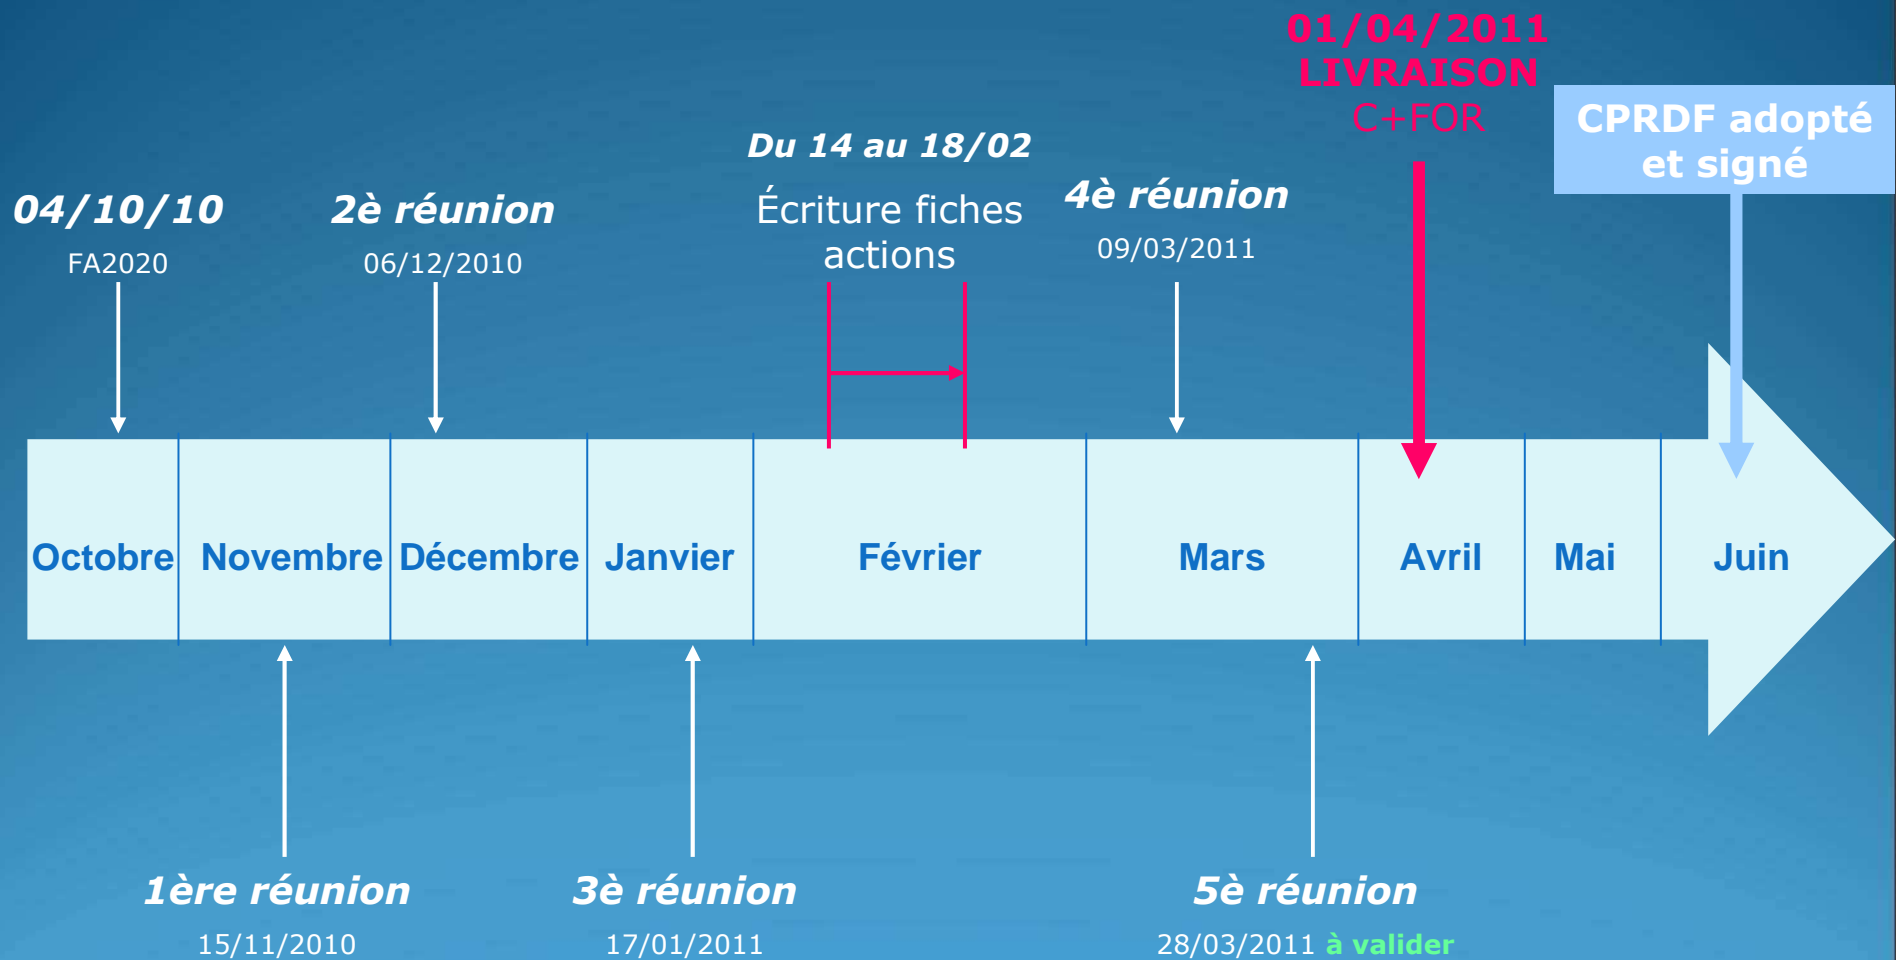 01/04/2011
LIVRAISON
C+FOR
CPRDF adopté
et signé
Du 14 au 18/02
Écriture fiches
actions
4è réunion
09/03/2011
04/10/10
FA2020
2è réunion
06/12/2010
Octobre
Novembre
Décembre
Janvier
Février
Mars
Avril
Mai
Juin
1ère réunion
15/11/2010
3è réunion
17/01/2011
5è réunion
28/03/2011 à valider